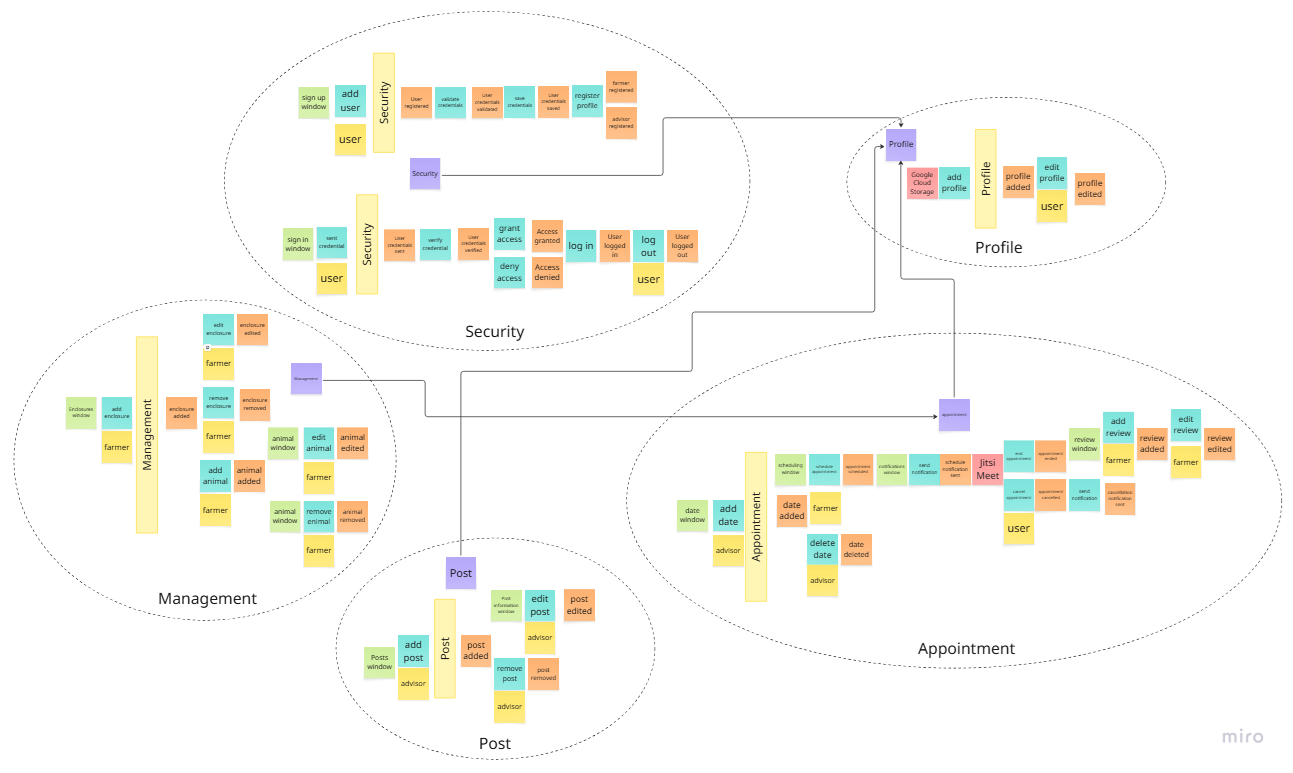 sign up
window
add
user
user
Security
User
registered
validate
credentials
User
credentials
validated
save
credentials
User
credentials
saved
register
profile
farmer
registered
advisor
registered
Security
sign in
window
sent
credential
user
Security
User
credentials
sent
verify
credential
User
credentials
verified
grant
access
Access
granted
deny
access
Access
denied
log in
User
logged
in
log
out
User
logged
out
user
Security
Profile
Google
Cloud
Storage
add
profile
Profile
profile
added
edit
profile
user
profile
edited
Profile
Enclosures
window
add
enclosure
farmer
Management
enclosure
added
edit
enclosure
enclosure
edited
farmer
remove
enclosure
enclosure
removed
farmer
add
animal
animal
added
farmer
Management
animal
window
edit
animal
animal
edited
farmer
animal
window
remove
enimal
animal
removed
farmer
Management
Post
Posts
window
add
post
advisor
Post
post
added
Post
information
window
edit
post
post
edited
advisor
remove
post
post
removed
advisor
Post
appointment
date
window
add
date
advisor
Appointment
scheduling
window
schedule
appointment
appointment
scheduled
notifications
window
send
notification
schedule
notification
sent
Jitsi
Meet
date
added
farmer
delete
date
date
deleted
advisor
end
appointment
appointment
ended
review
window
add
review
farmer
review
added
edit
review
farmer
review
edited
cancel
appointment
appointment
cancelled
send
notification
cancellation
notification
sent
user
Appointment
miro